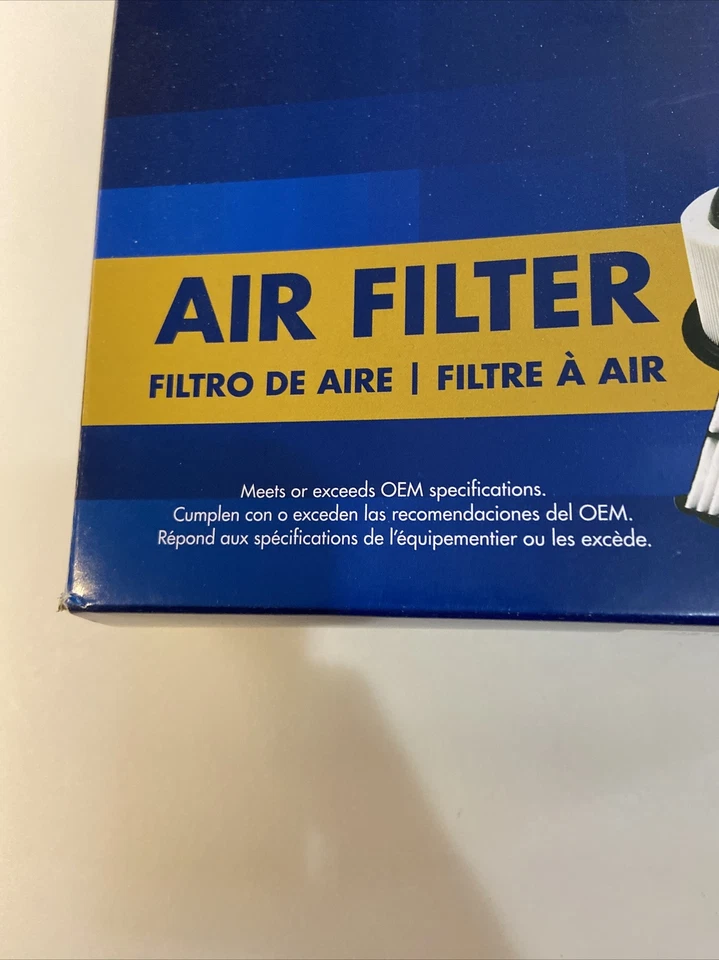 AIR FILTER
FILTRO DE AIRE | FILTRE À AIR
Meets or exceeds OEM specifications.
Cumplen con o exceden las recomendaciones del OEM.
Répond aux spécifications de l'équipementier ou les excède.